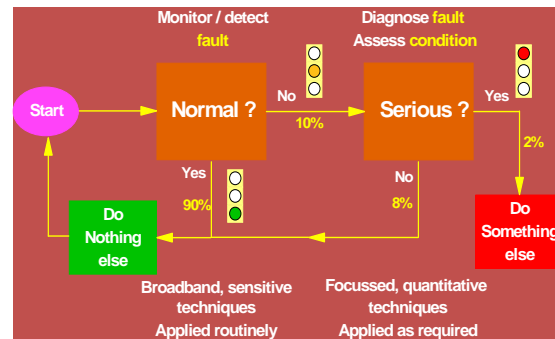 Monitor / detect
fault
Diagnose fault
Assess condition
Start
Normal ?
No
10%
Serious ?
Yes
2%
Yes
90%
No
8%
Do
Nothing
else
Do
Something
else
Broadband, sensitive
techniques
Applied routinely
Focussed, quantitative
techniques
Applied as required